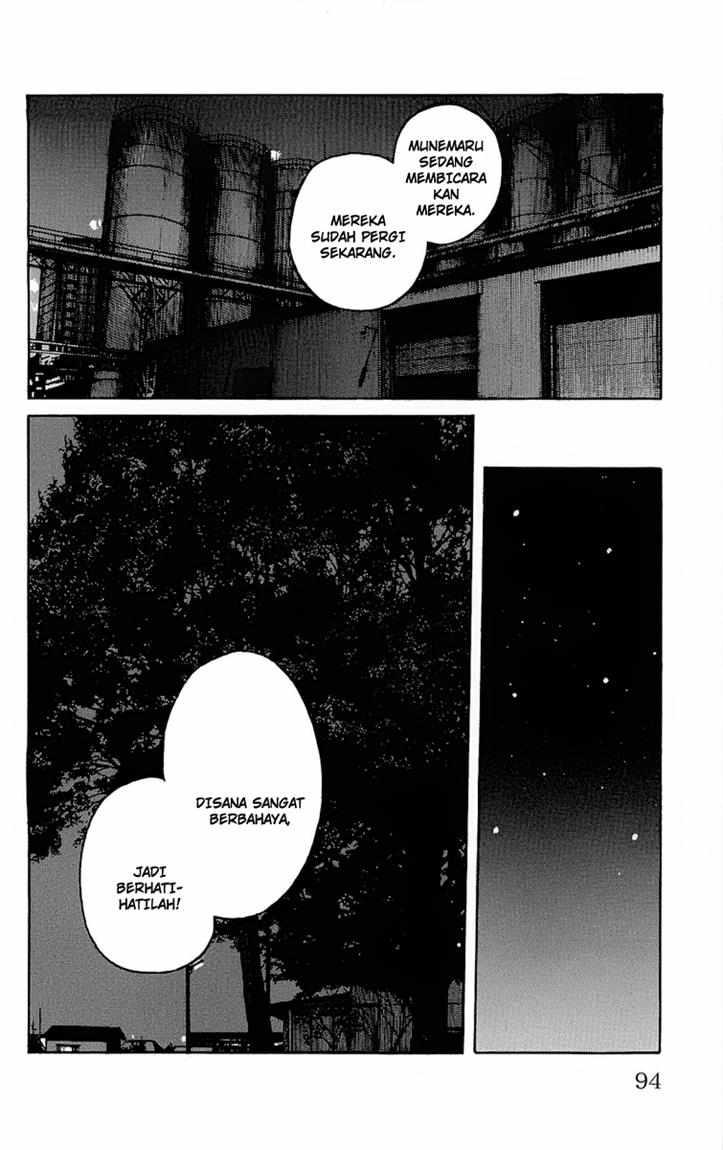 MUNEMARU
SEDANG
MEMBICARA
KAN
MEREKA.
MEREKA
SUDAH PERGI
SEKARANG.
DISANA SANGAT
BERBAHAYA,
JADI
BERHATI-
HATILAH!
94